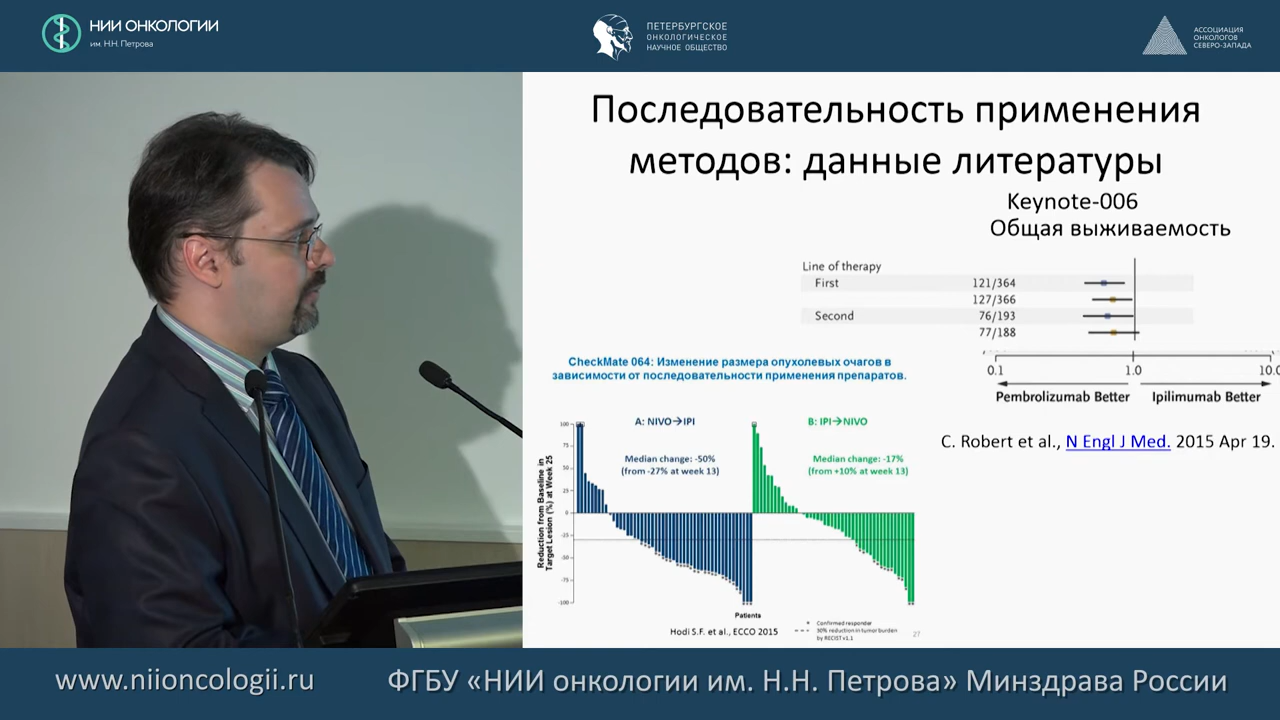 НИИ ОНКОЛОГИИ
им. Н.Н. Петрова
ПЕТЕРБУРГСКОЕ
ОНКОЛОГИЧЕСКОЕ
НАУЧНОЕ ОБЩЕСТВО
АССОЦИАЦИЯ
ОНКОЛОГОВ
СЕВЕРО-ЗАПАДА
Последовательность применения
методов: данные литературы
Keynote-006
Общая выживаемость
Line of therapy
First 121/364
127/366
Second 76/193
77/188
0.1 1.0 10.0
Pembrolizumab Better Ipilimumab Better
C. Robert et al., N Engl J Med. 2015 Apr 19.
CheckMate 064: Изменение размера опухолевых очагов в
зависимости от последовательности применения препаратов.
A: NIVO→IPI
Median change: -50%
(from -27% at week 13)
B: IPI→NIVO
Median change: -17%
(from +10% at week 13)
Reduction from Baseline in
Target Lesion (%) at Week 25
100
75
50
25
0
-25
-50
-75
-100
Patients
Hodi S.F. et al., ECCO 2015
* Confirmed responder
--- 30% reduction in tumor burden
by RECIST v1.1
27
www.niioncologii.ru
ФГБУ «НИИ онкологии им. Н.Н. Петрова» Минздрава России